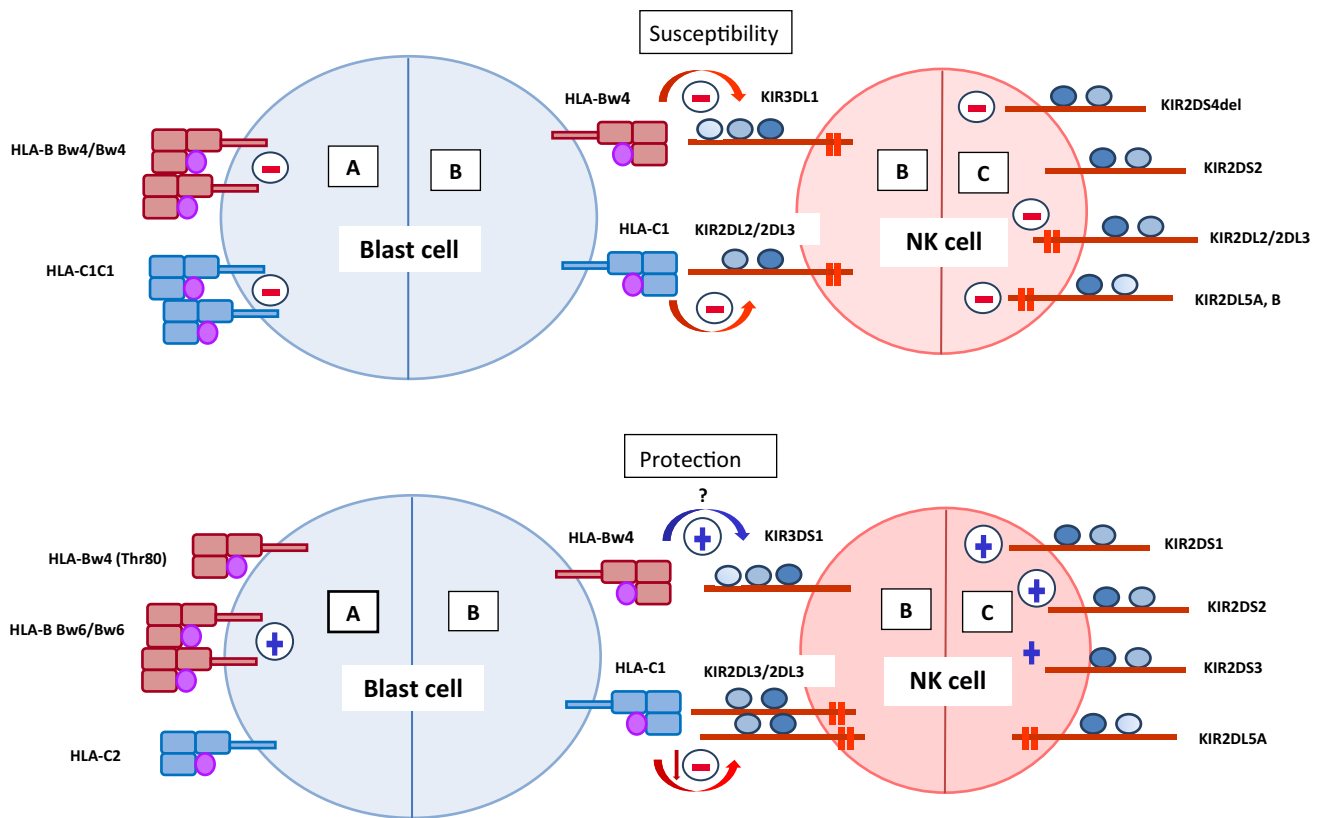 Susceptibility
HLA-Bw4
KIR3DL1
KIR2DS4del
HLA-B Bw4/Bw4
A
B
B
C
KIR2DS2
HLA-C1
KIR2DL2/2DL3
KIR2DL2/2DL3
Blast cell
NK cell
HLA-C1C1
KIR2DL5A, B
Protection
?
HLA-Bw4
KIR3DS1
KIR2DS1
HLA-Bw4 (Thr80)
A
B
B
C
KIR2DS2
HLA-B Bw6/Bw6
HLA-C1
KIR2DL3/2DL3
KIR2DS3
Blast cell
NK cell
HLA-C2
KIR2DL5A